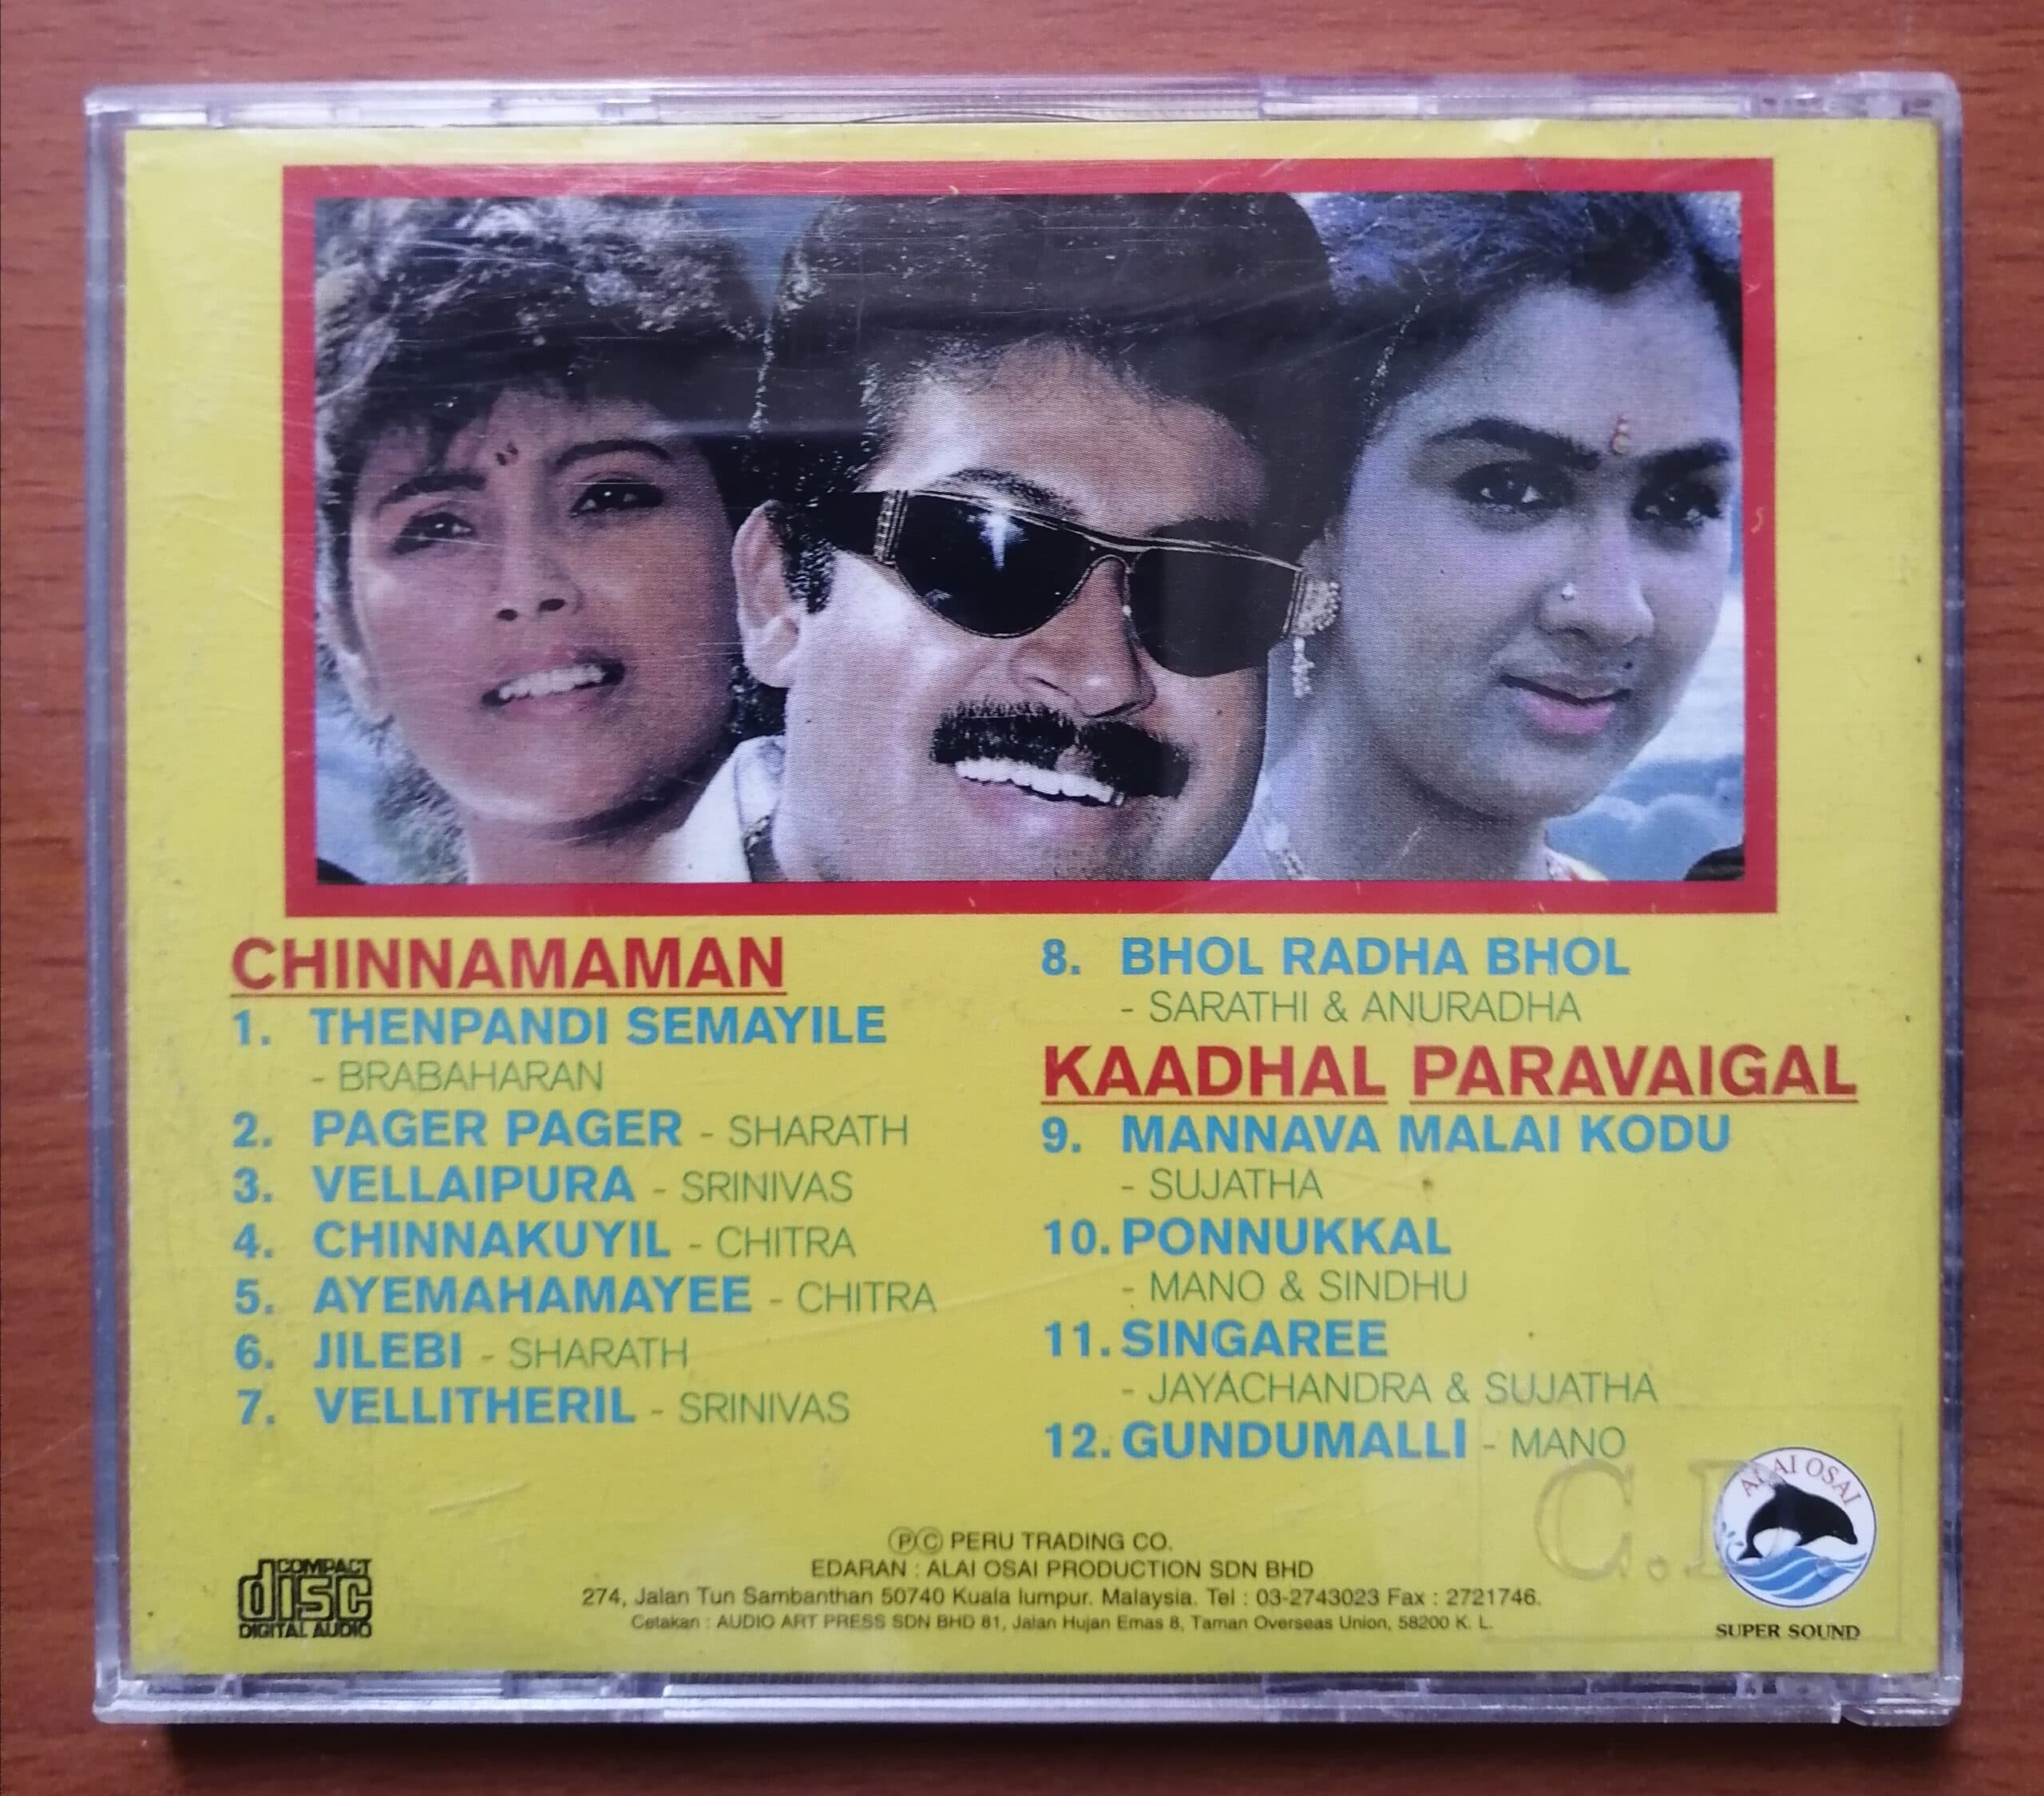 CHINNAMAMAN
1. THENPANDI SEMAYILE
- BRABAHARAN
2. PAGER PAGER - SHARATH
3. VELLAIPURA - SRINIVAS
4. CHINNAKUYIL - CHITRA
5. AYEMAHAMAYEE - CHITRA
6. JILEBI - SHARATH
7. VELLITHERIL - SRINIVAS
8. BHOL RADHA BHOL
- SARATHI & ANURADHA
KAADHAL PARAVAIGAL
9. MANNAVA MALAI KODU
- SUJATHA
10. PONNUKKAL
- MANO & SINDHU
11. SINGAREE
- JAYACHANDRA & SUJATHA
12. GUNDUMALLI - MANO
ⓅⒸ PERU TRADING CO.
EDARAN : ALAI OSAI PRODUCTION SDN BHD
274, Jalan Tun Sambanthan 50740 Kuala lumpur. Malaysia. Tel : 03-2743023 Fax : 2721746.
Cetakan : AUDIO ART PRESS SDN BHD 81, Jalan Hujan Emas 8, Taman Overseas Union, 58200 K. L.
COMPACT
disc
DIGITAL AUDIO
ALAI OSAI
SUPER SOUND